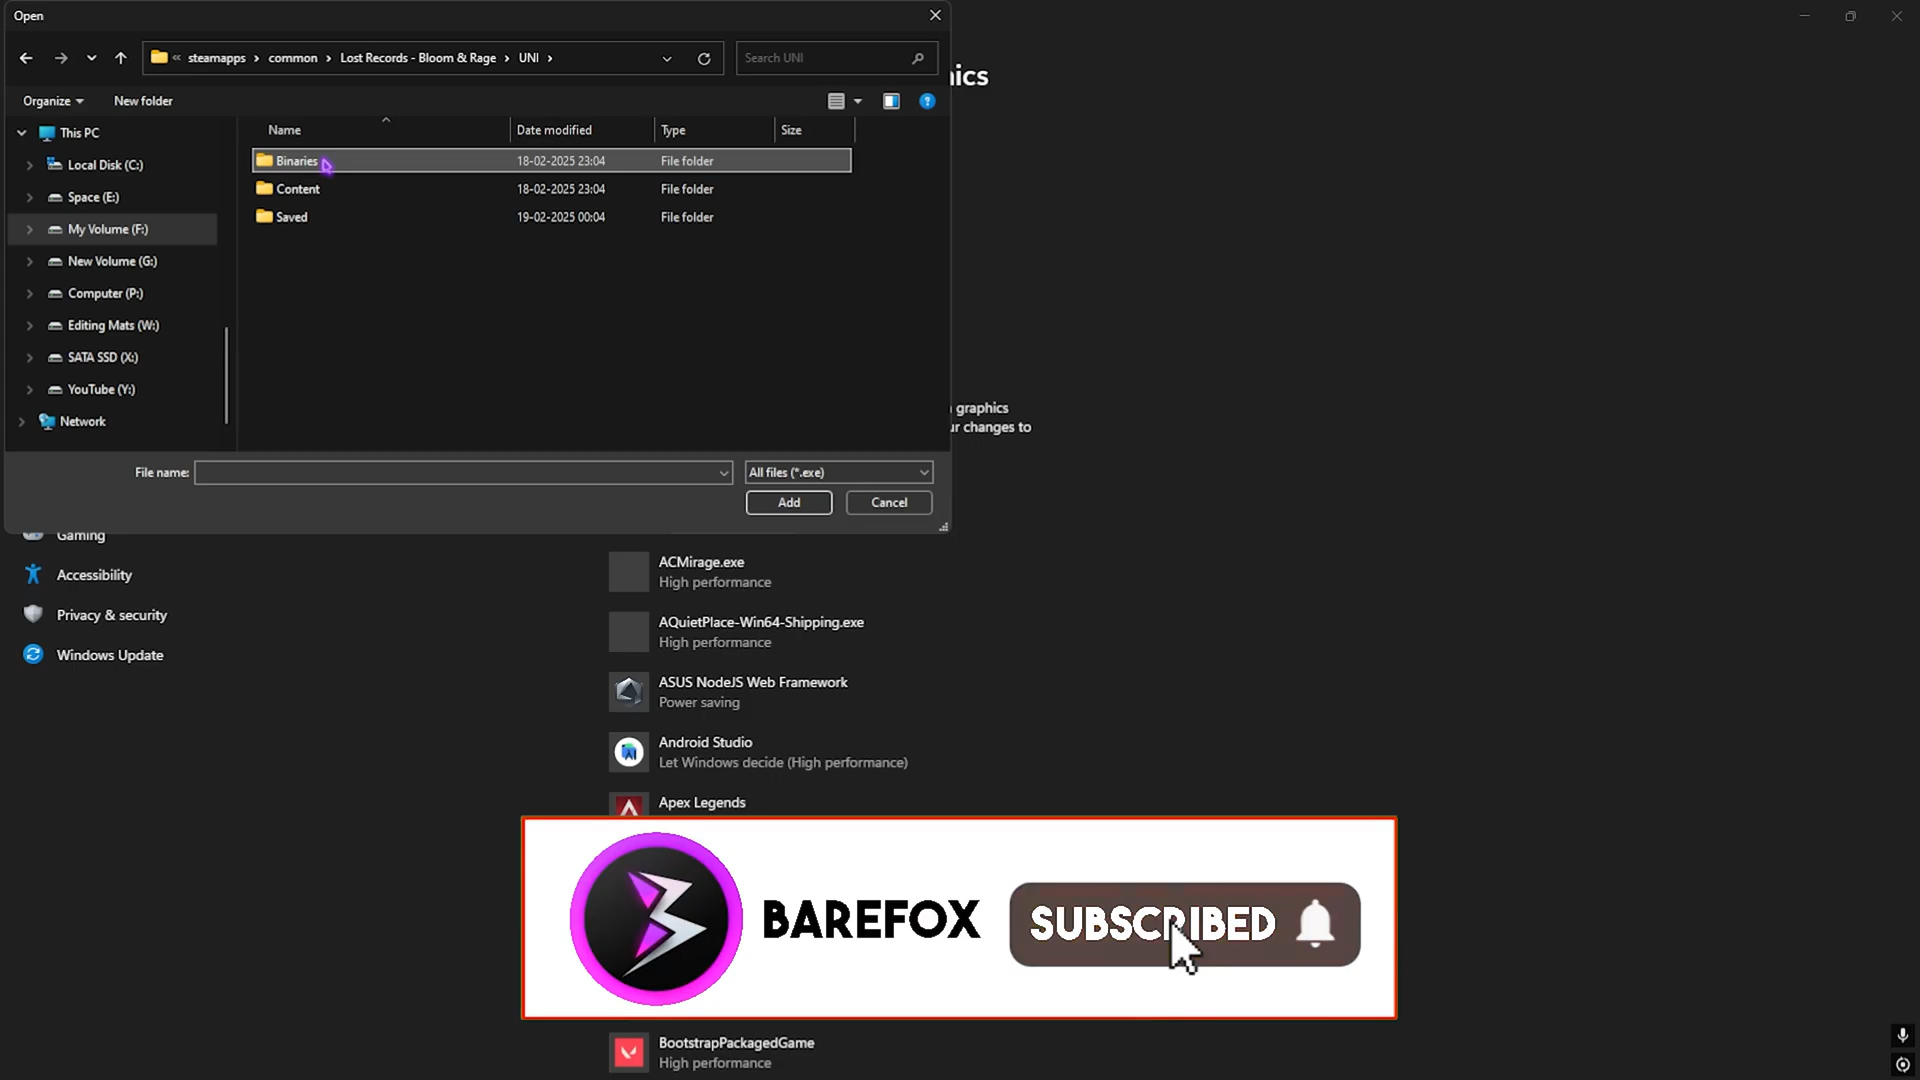 Open
« steamapps > common > Lost Records - Bloom & Rage > UNI >
Search UNI
Organize
New folder
Name
Date modified
Type
Size
This PC
Local Disk (C:)
Space (E:)
My Volume (F:)
New Volume (G:)
Computer (P:)
Editing Mats (W:)
SATA SSD (X:)
YouTube (Y:)
Network
Binaries
18-02-2025 23:04
File folder
Content
18-02-2025 23:04
File folder
Saved
19-02-2025 00:04
File folder
File name:
All files (*.exe)
Add
Cancel
graphics
changes to
Gaming
Accessibility
Privacy & security
Windows Update
ACMirage.exe
High performance
AQuietPlace-Win64-Shipping.exe
High performance
ASUS NodeJS Web Framework
Power saving
Android Studio
Let Windows decide (High performance)
Apex Legends
BAREFOX
SUBSCRIBED
BootstrapPackagedGame
High performance